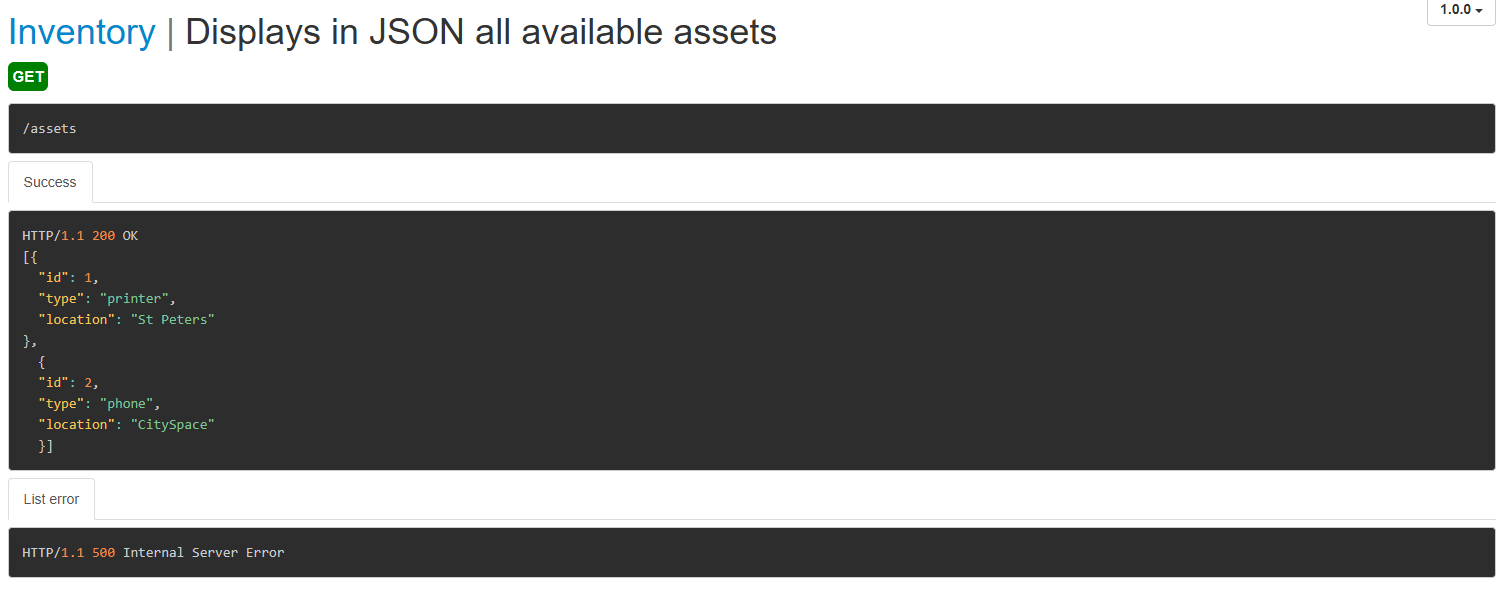 1.0.0
Inventory | Displays in JSON all available assets
GET
/assets
Success
HTTP/1.1 200 OK
[{
  "id": 1,
  "type": "printer",
  "location": "St Peters"
},
  {
  "id": 2,
  "type": "phone",
  "location": "CitySpace"
  }]
List error
HTTP/1.1 500 Internal Server Error